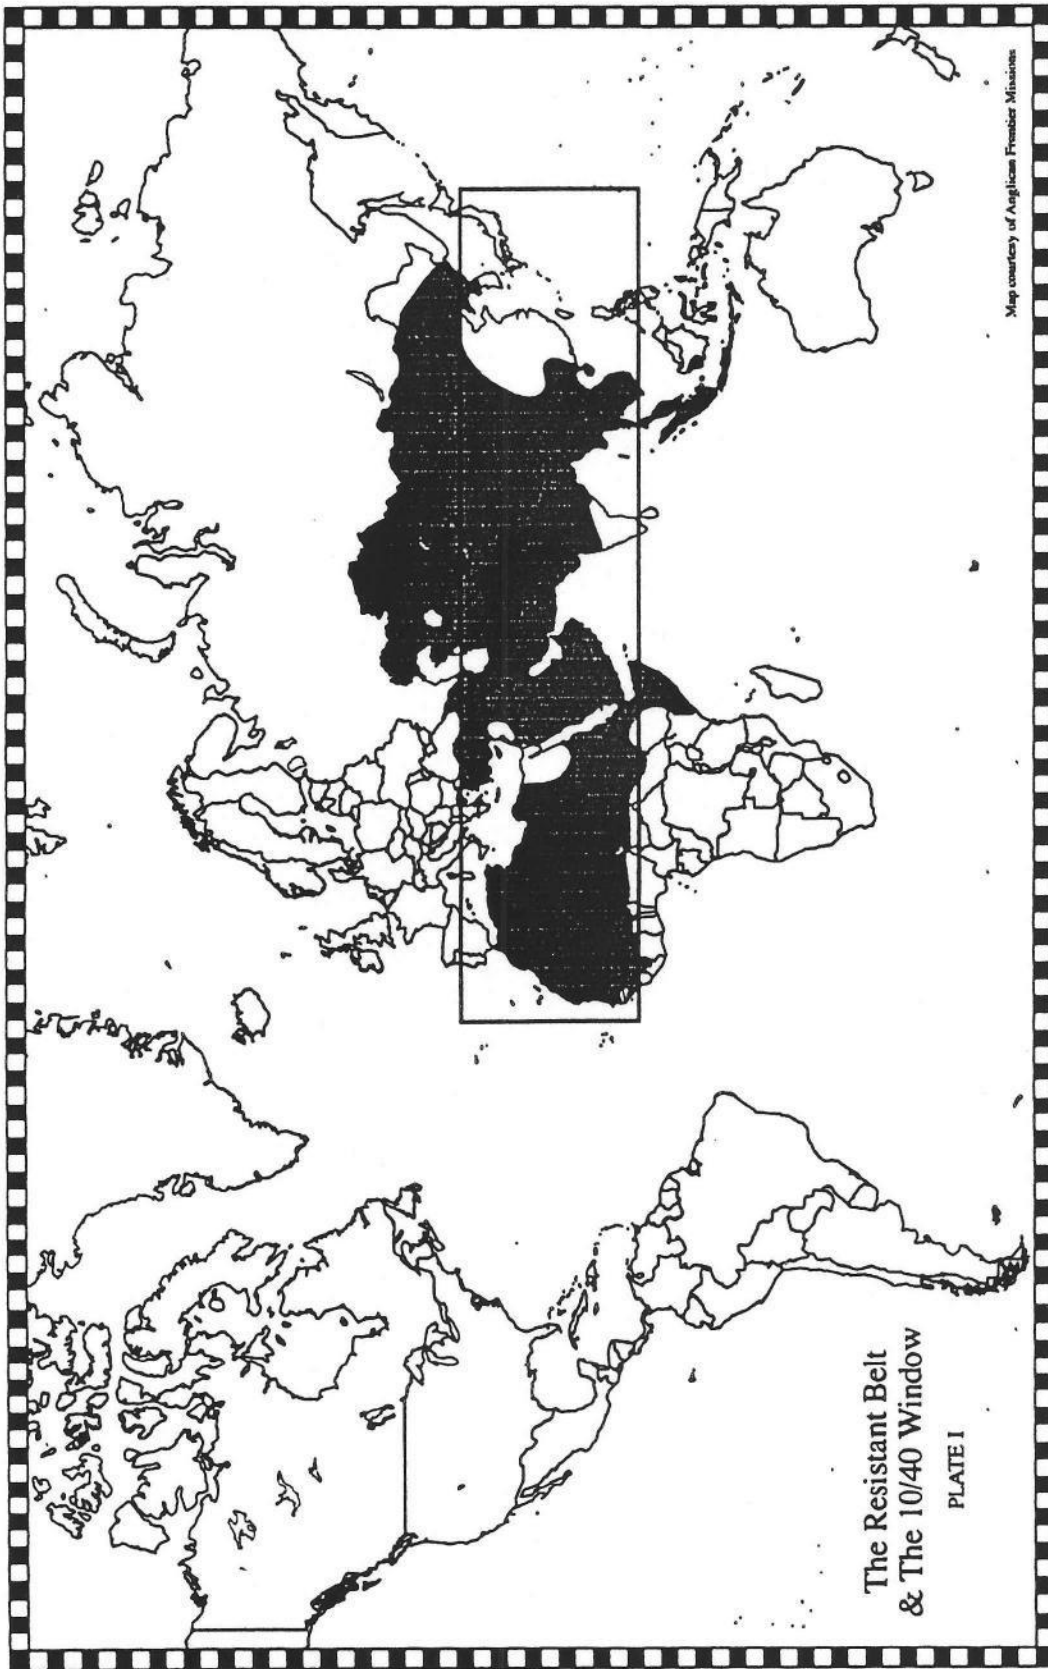 The Resistant Belt
& The 10/40 Window
PLATE I
Map courtesy of Anglican Frontier Missions